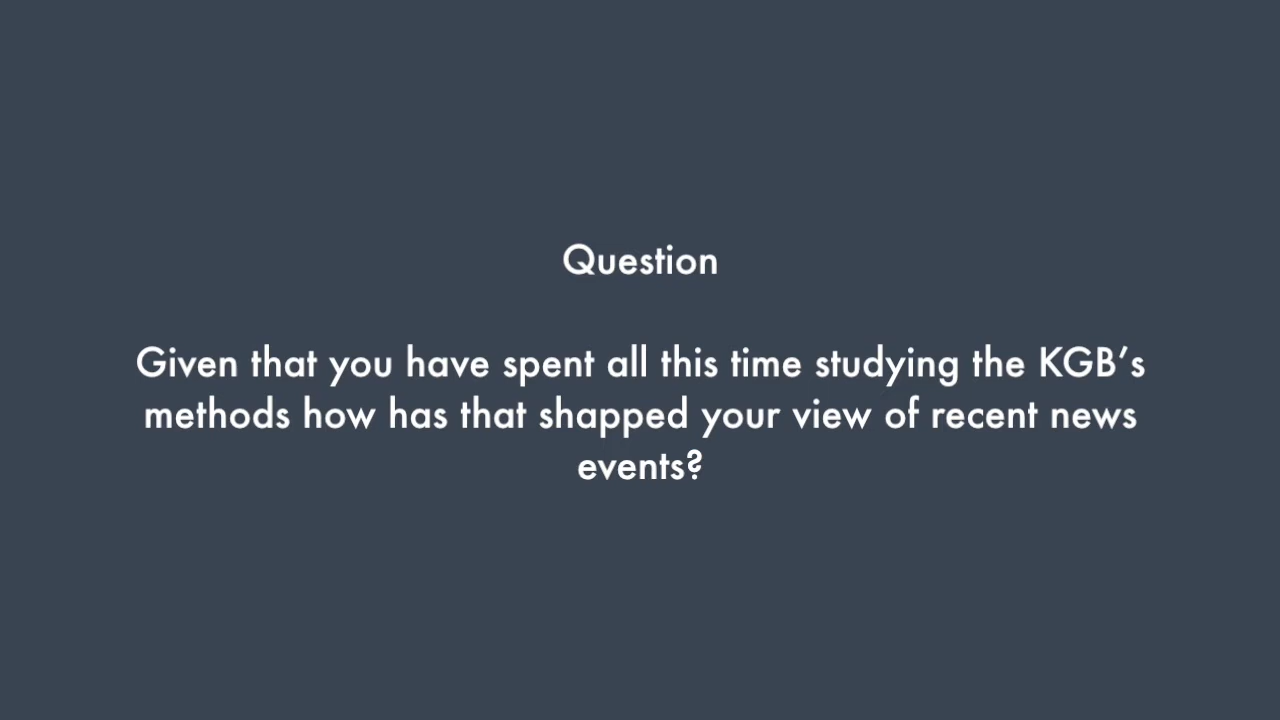 Question
Given that you have spent all this time studying the KGB’s
methods how has that shapped your view of recent news
events?